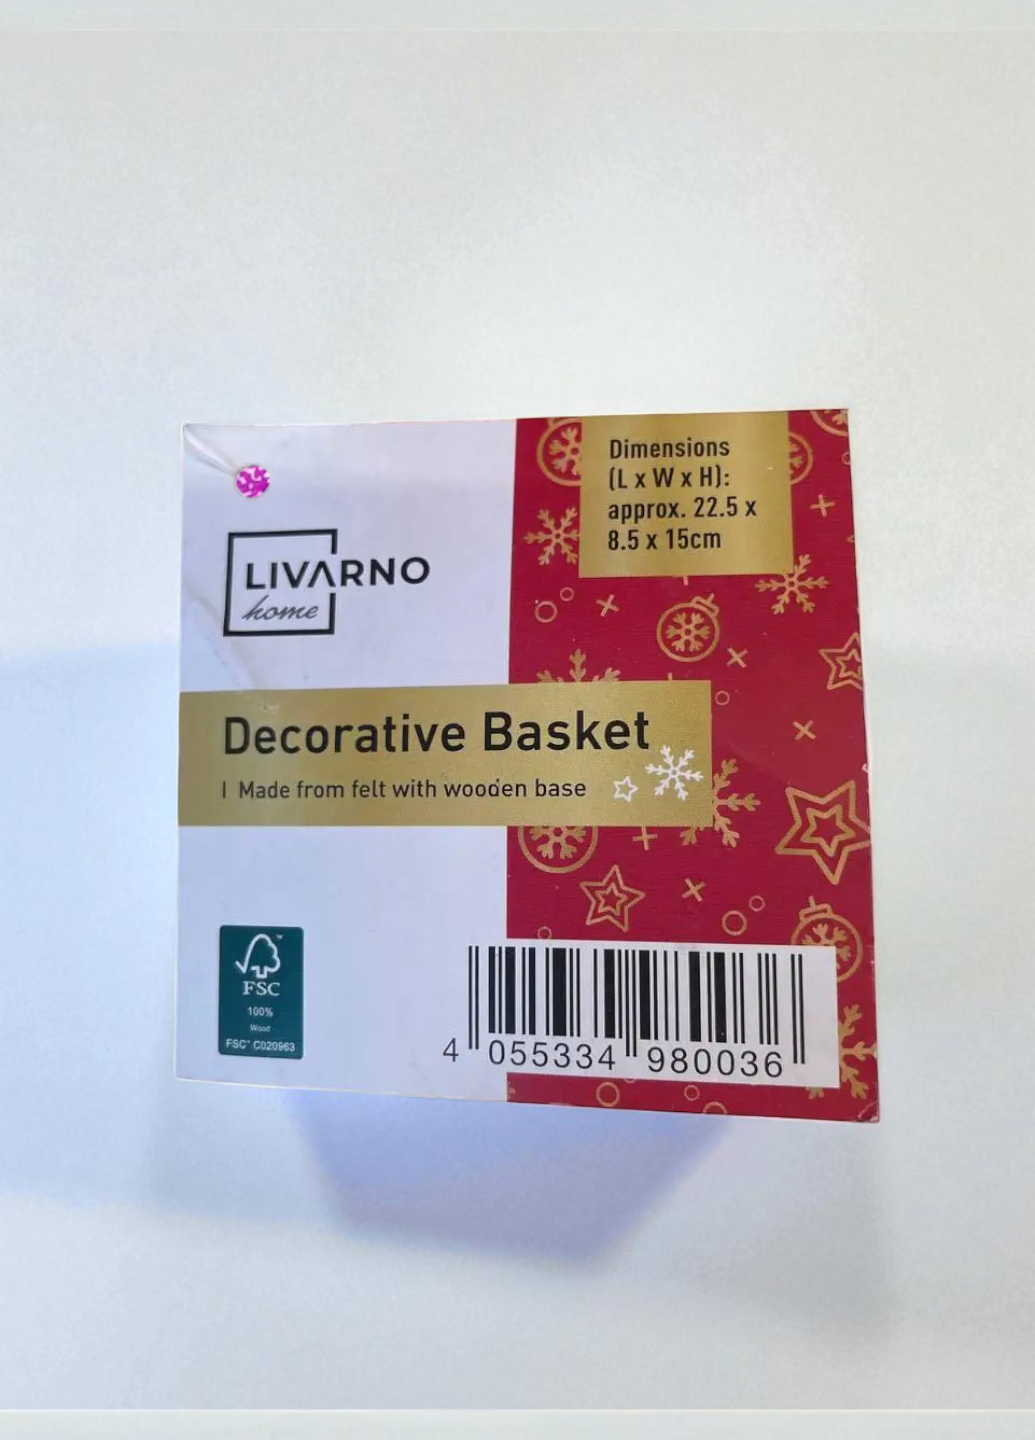 Dimensions
(L x W x H):
approx. 22.5 x
8.5 x 15cm
LIVARNO
home
Decorative Basket
| Made from felt with wooden base
FSC
100%
Wood
FSC™ C020963
4 055334 980036